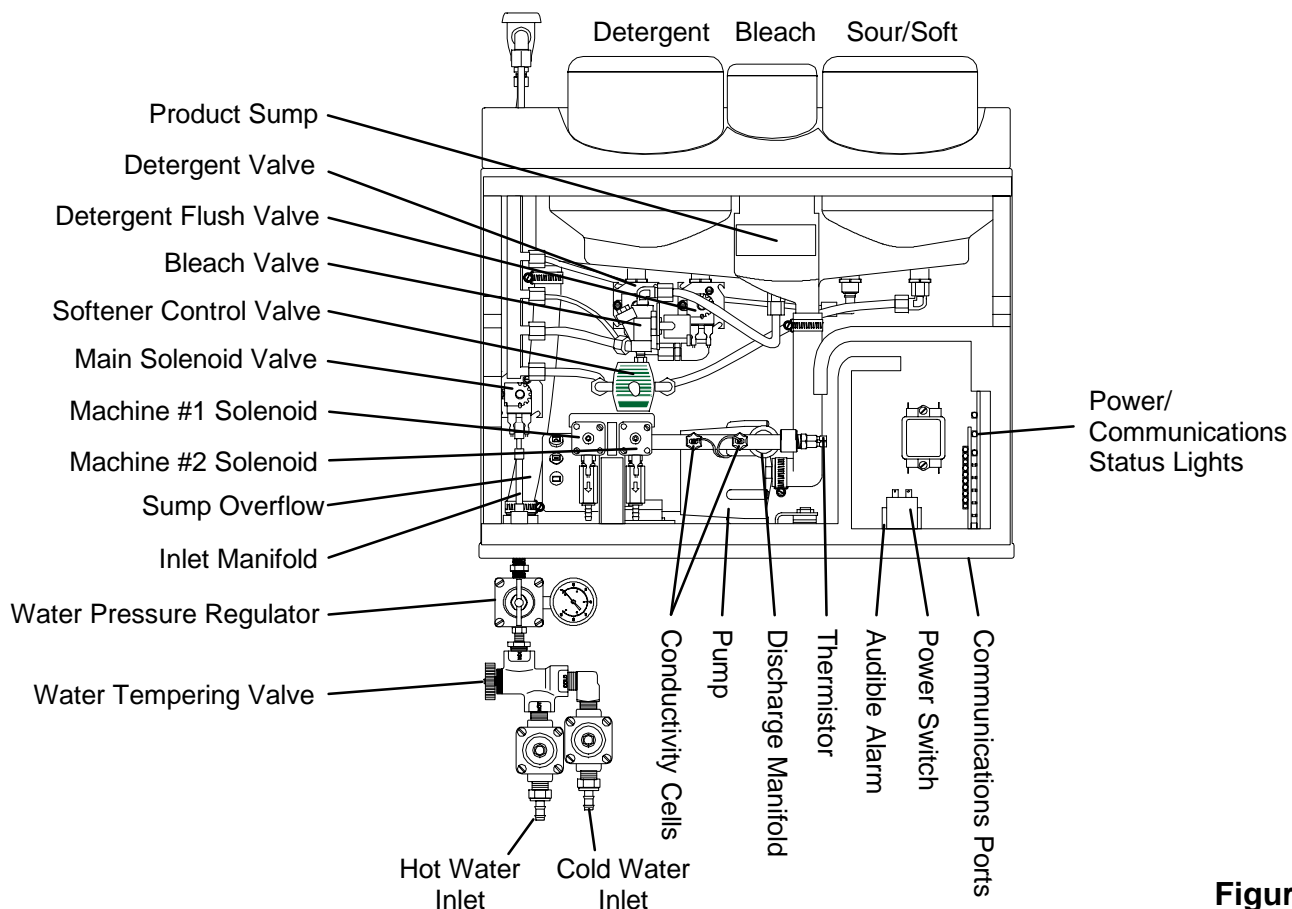 Detergent Bleach Sour/Soft
Product Sump
Detergent Valve
Detergent Flush Valve
Bleach Valve
Softener Control Valve
Main Solenoid Valve
Machine #1 Solenoid
Machine #2 Solenoid
Sump Overflow
Inlet Manifold
Water Pressure Regulator
Water Tempering Valve
Power/
Communications
Status Lights
Conductivity Cells
Pump
Discharge Manifold
Thermistor
Audible Alarm
Power Switch
Communications Ports
Hot Water
Inlet
Cold Water
Inlet
Figur